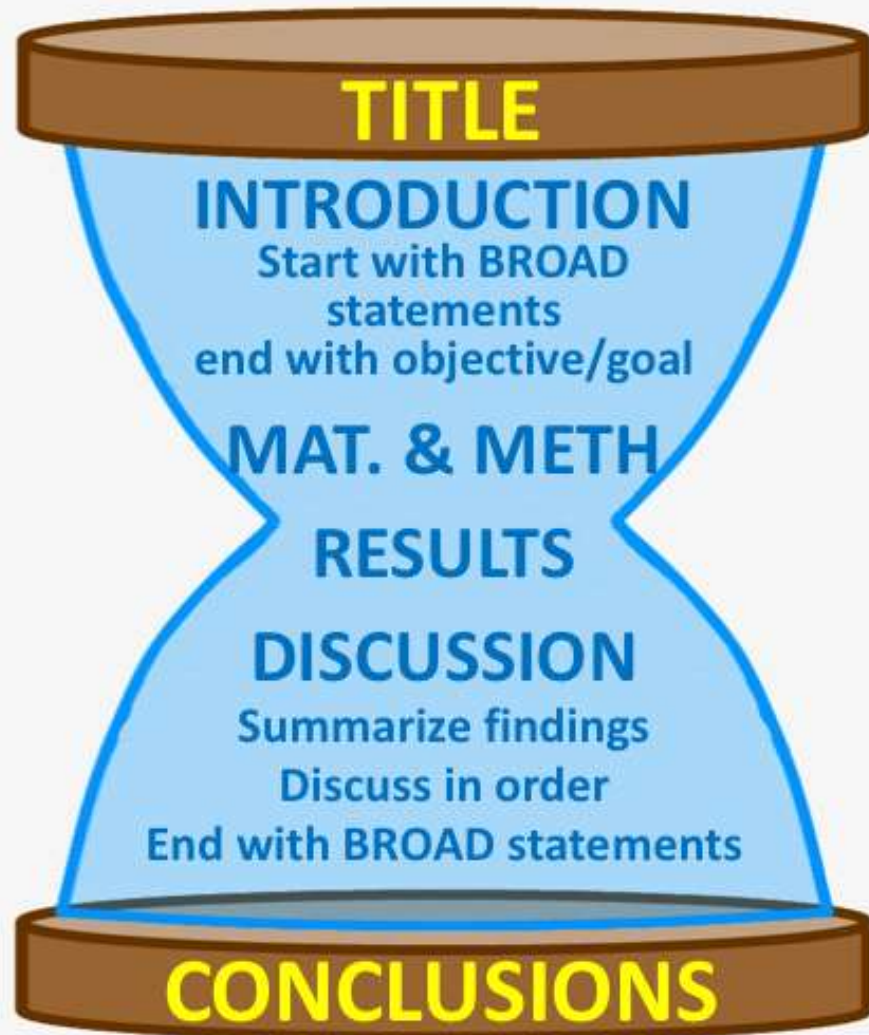 TITLE
INTRODUCTION
Start with BROAD
statements
end with objective/goal
MAT. & METH
RESULTS
DISCUSSION
Summarize findings
Discuss in order
End with BROAD statements
CONCLUSIONS